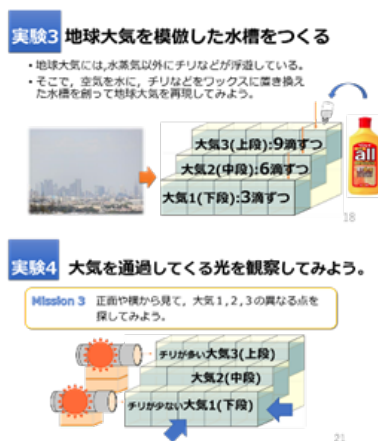 実験3 地球大気を模倣した水槽をつくる
・地球大気には,水蒸気以外にチリなどが浮遊している。
・そこで,空気を水に,チリなどをワックスに置き換え
た水槽を創って地球大気を再現してみよう。
大気3(上段):9滴ずつ
大気2(中段):6滴ずつ
大気1(下段):3滴ずつ
all
18
実験4 大気を通過してくる光を観察してみよう。
Mission 3 正面や横から見て,大気1,2,3の異なる点を
探してみよう。
チリが多い大気3(上段)
大気2(中段)
チリが少ない大気1(下段)
21